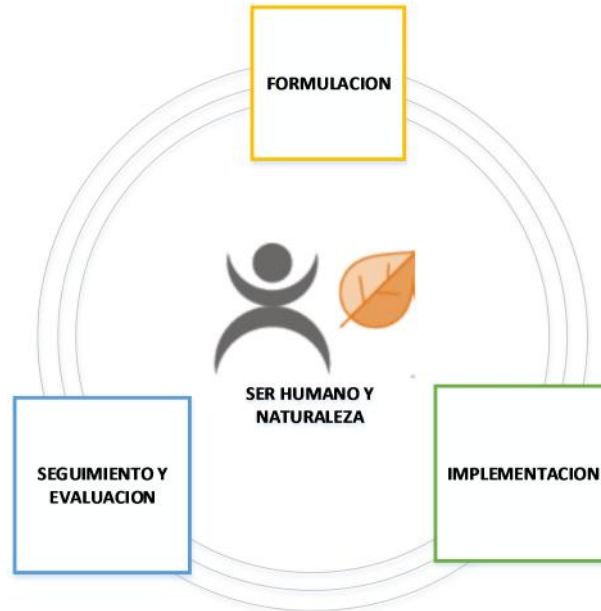 FORMULACION
SER HUMANO Y
NATURALEZA
SEGUIMIENTO Y
EVALUACION
IMPLEMENTACION